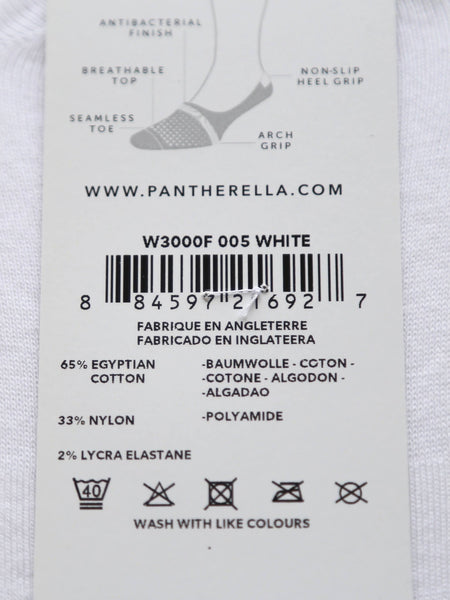 ANTIBACTERIAL
FINISH
BREATHABLE
TOP
NON-SLIP
HEEL GRIP
SEAMLESS
TOE
ARCH
GRIP
WWW.PANTHERELLA.COM
W3000F 005 WHITE
8 84597 21692 7
FABRIQUE EN ANGLETERRE
FABRICADO EN INGLATEERA
65% EGYPTIAN
COTTON
-BAUMWOLLE - COTON -
-COTONE - ALGODON -
-ALGADAO
33% NYLON
-POLYAMIDE
2% LYCRA ELASTANE
40
WASH WITH LIKE COLOURS